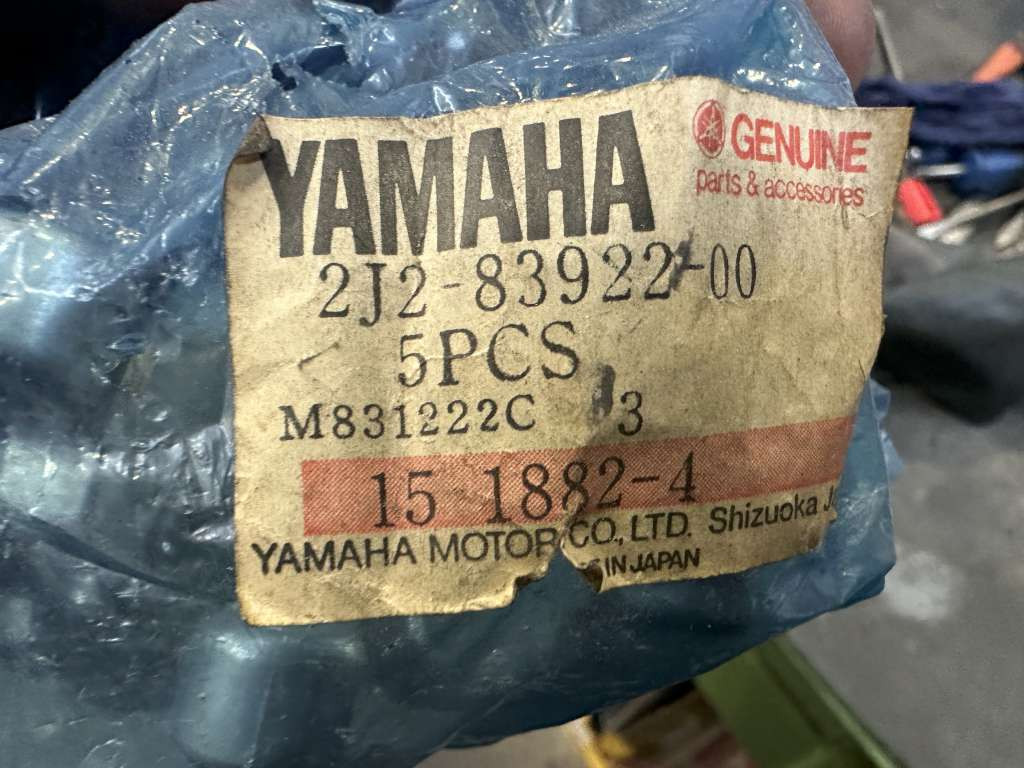 YAMAHA
GENUINE
parts & accessories
2J2-83922-00
5PCS
M831222C 3
15 1882-4
YAMAHA MOTOR CO., LTD. Shizuoka
IN JAPAN